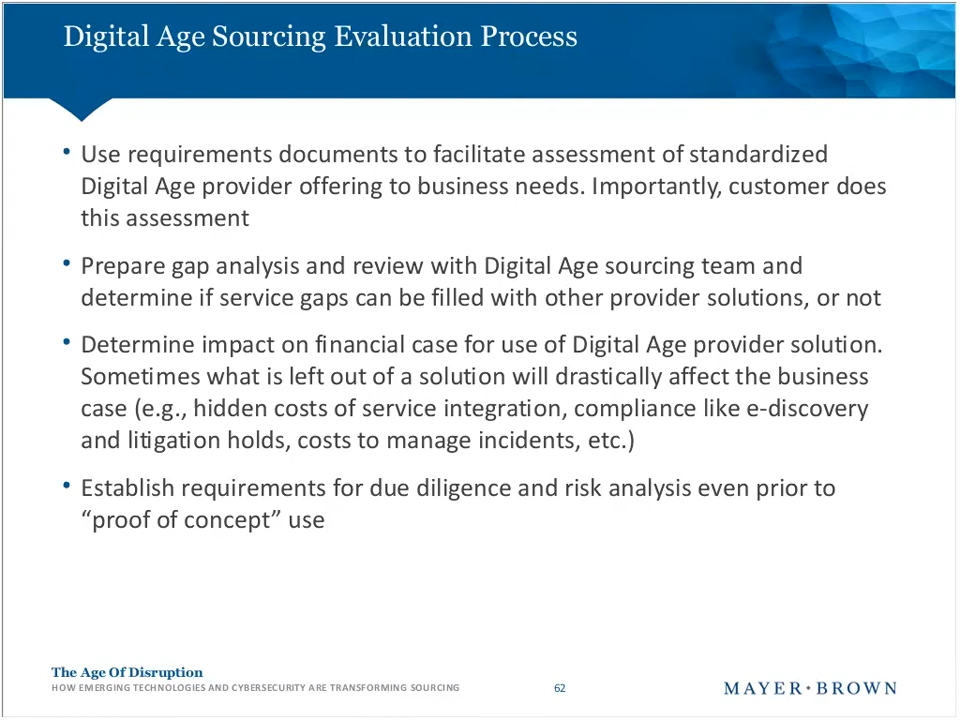 Digital Age Sourcing Evaluation Process
• Use requirements documents to facilitate assessment of standardized
Digital Age provider offering to business needs. Importantly, customer does
this assessment
• Prepare gap analysis and review with Digital Age sourcing team and
determine if service gaps can be filled with other provider solutions, or not
• Determine impact on financial case for use of Digital Age provider solution.
Sometimes what is left out of a solution will drastically affect the business
case (e.g., hidden costs of service integration, compliance like e-discovery
and litigation holds, costs to manage incidents, etc.)
• Establish requirements for due diligence and risk analysis even prior to
“proof of concept” use
The Age Of Disruption
HOW EMERGING TECHNOLOGIES AND CYBERSECURITY ARE TRANSFORMING SOURCING
62
MAYER • BROWN